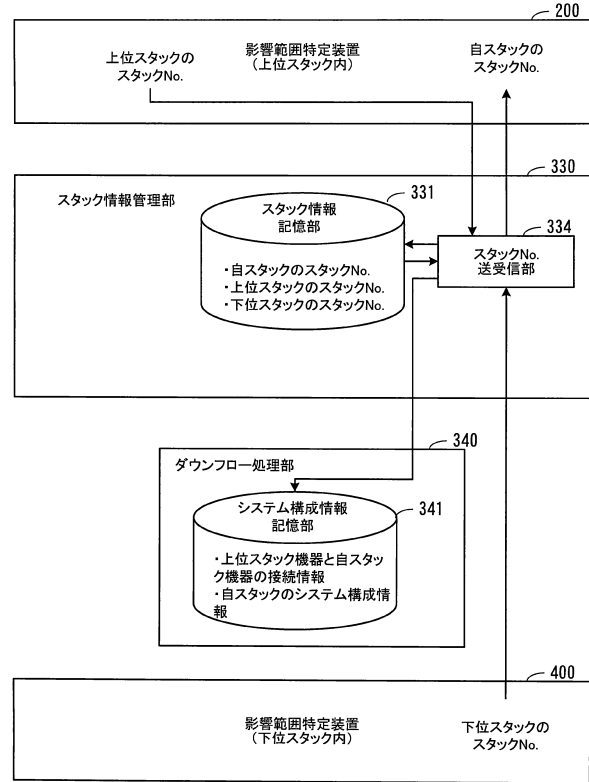 200
上位スタックの
スタックNo.
影響範囲特定装置
（上位スタック内）
自スタックの
スタックNo.
330
スタック情報管理部
331
スタック情報
記憶部
・自スタックのスタックNo.
・上位スタックのスタックNo.
・下位スタックのスタックNo.
334
スタックNo.
送受信部
340
ダウンフロー処理部
341
システム構成情報
記憶部
・上位スタック機器と自スタッ
ク機器の接続情報
・自スタックのシステム構成情
報
400
影響範囲特定装置
（下位スタック内）
下位スタックの
スタックNo.